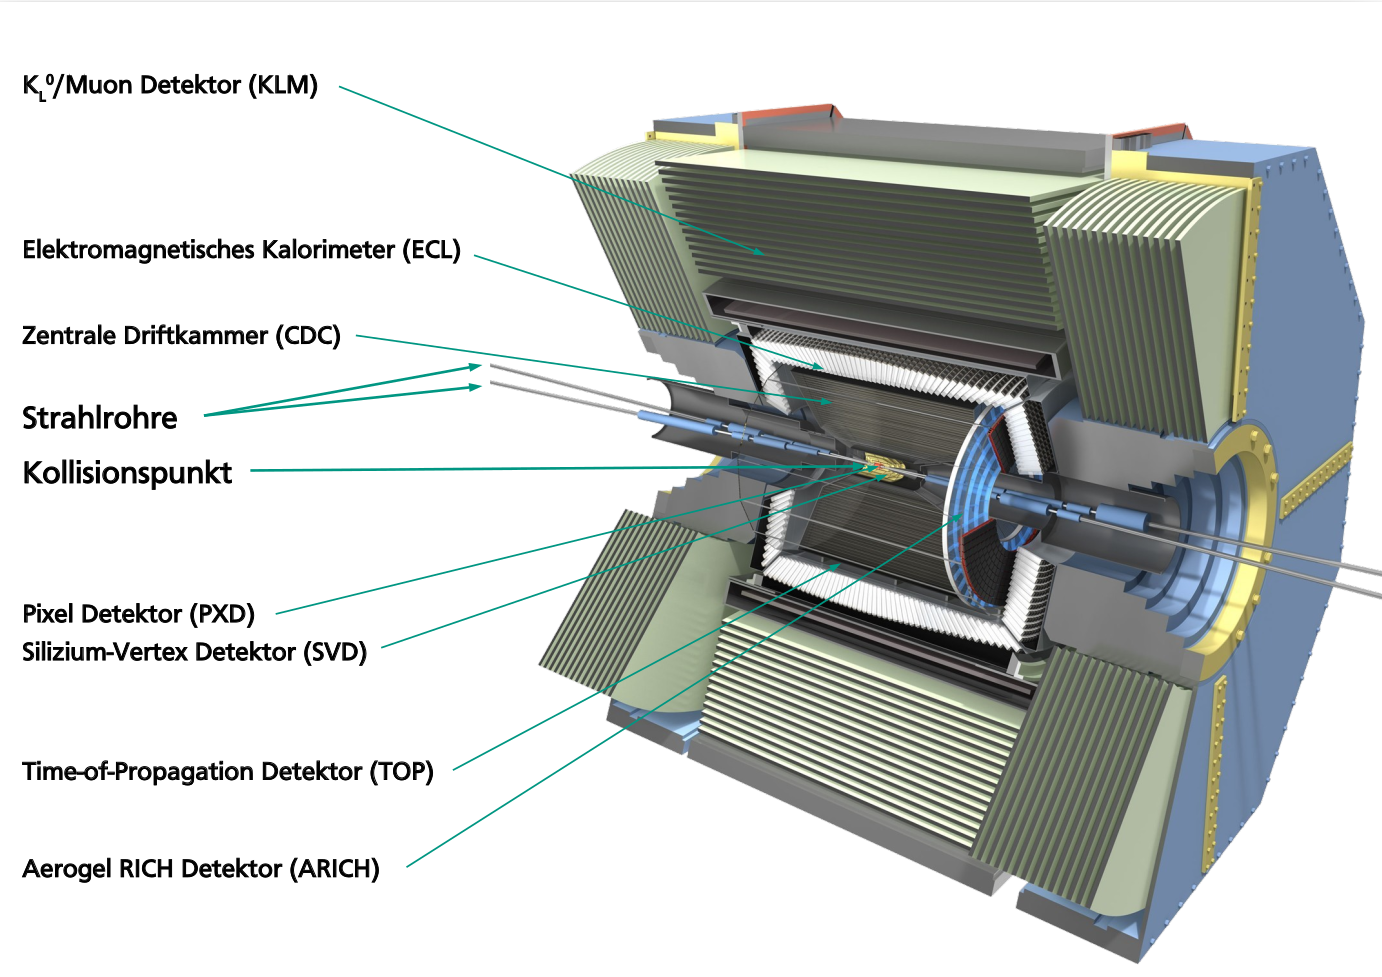 K_L^0/Muon Detektor (KLM)
Elektromagnetisches Kalorimeter (ECL)
Zentrale Driftkammer (CDC)
Strahlrohre
Kollisionspunkt
Pixel Detektor (PXD)
Silizium-Vertex Detektor (SVD)
Time-of-Propagation Detektor (TOP)
Aerogel RICH Detektor (ARICH)